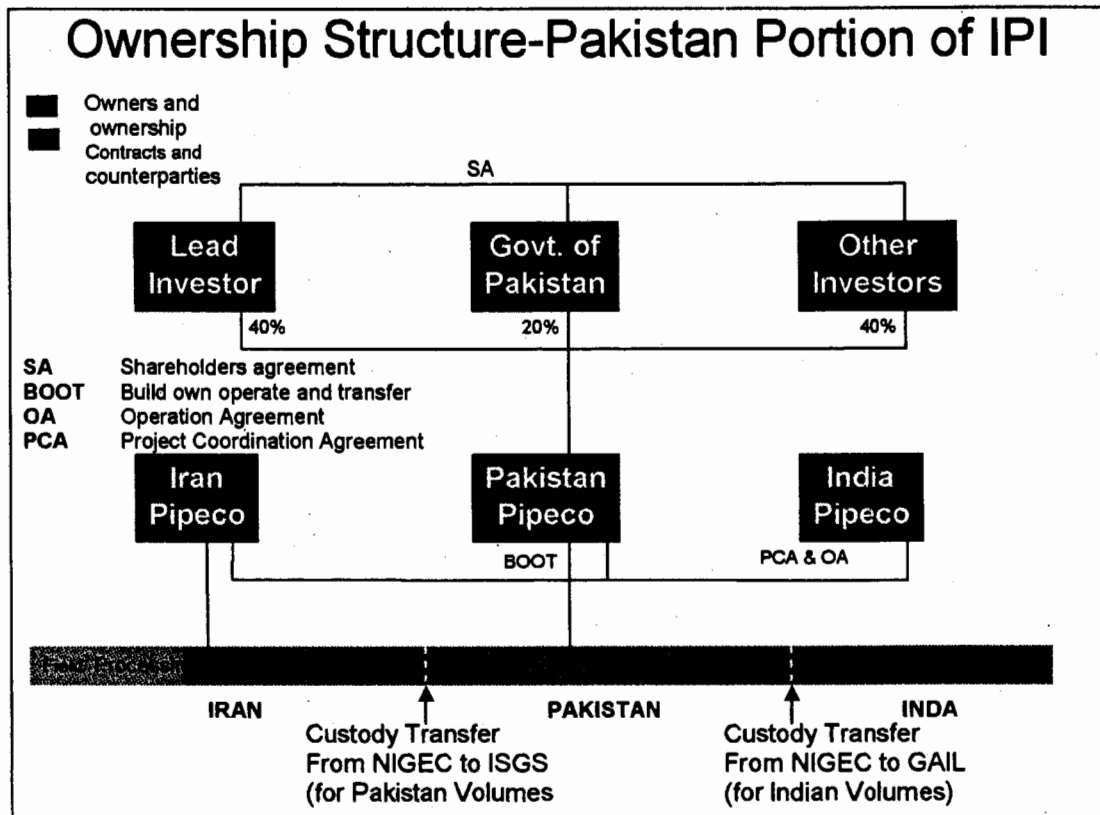 Ownership Structure-Pakistan Portion of IPI
Owners and
ownership
Contracts and
counterparties
SA
Lead
Investor
Govt. of
Pakistan
Other
Investors
40%
20%
40%
SA Shareholders agreement
BOOT Build own operate and transfer
OA Operation Agreement
PCA Project Coordination Agreement
Iran
Pipeco
Pakistan
Pipeco
India
Pipeco
BOOT
PCA & OA
IRAN
PAKISTAN
INDA
Custody Transfer
From NIGEC to ISGS
(for Pakistan Volumes
Custody Transfer
From NIGEC to GAIL
(for Indian Volumes)